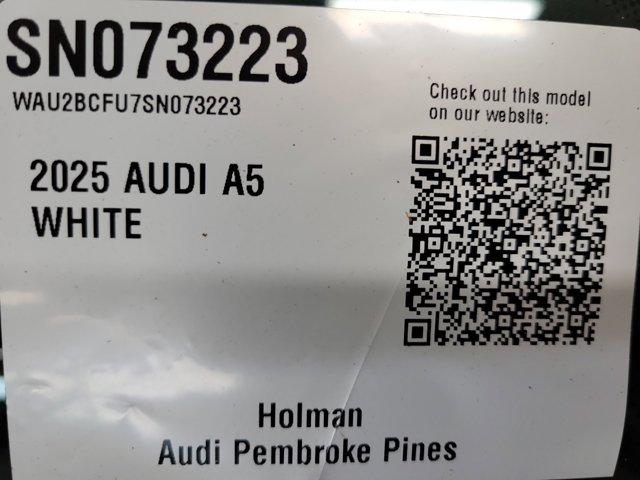 SN073223
WAU2BCFU7SN073223
Check out this model
on our website:
2025 AUDI A5
WHITE
Holman
Audi Pembroke Pines